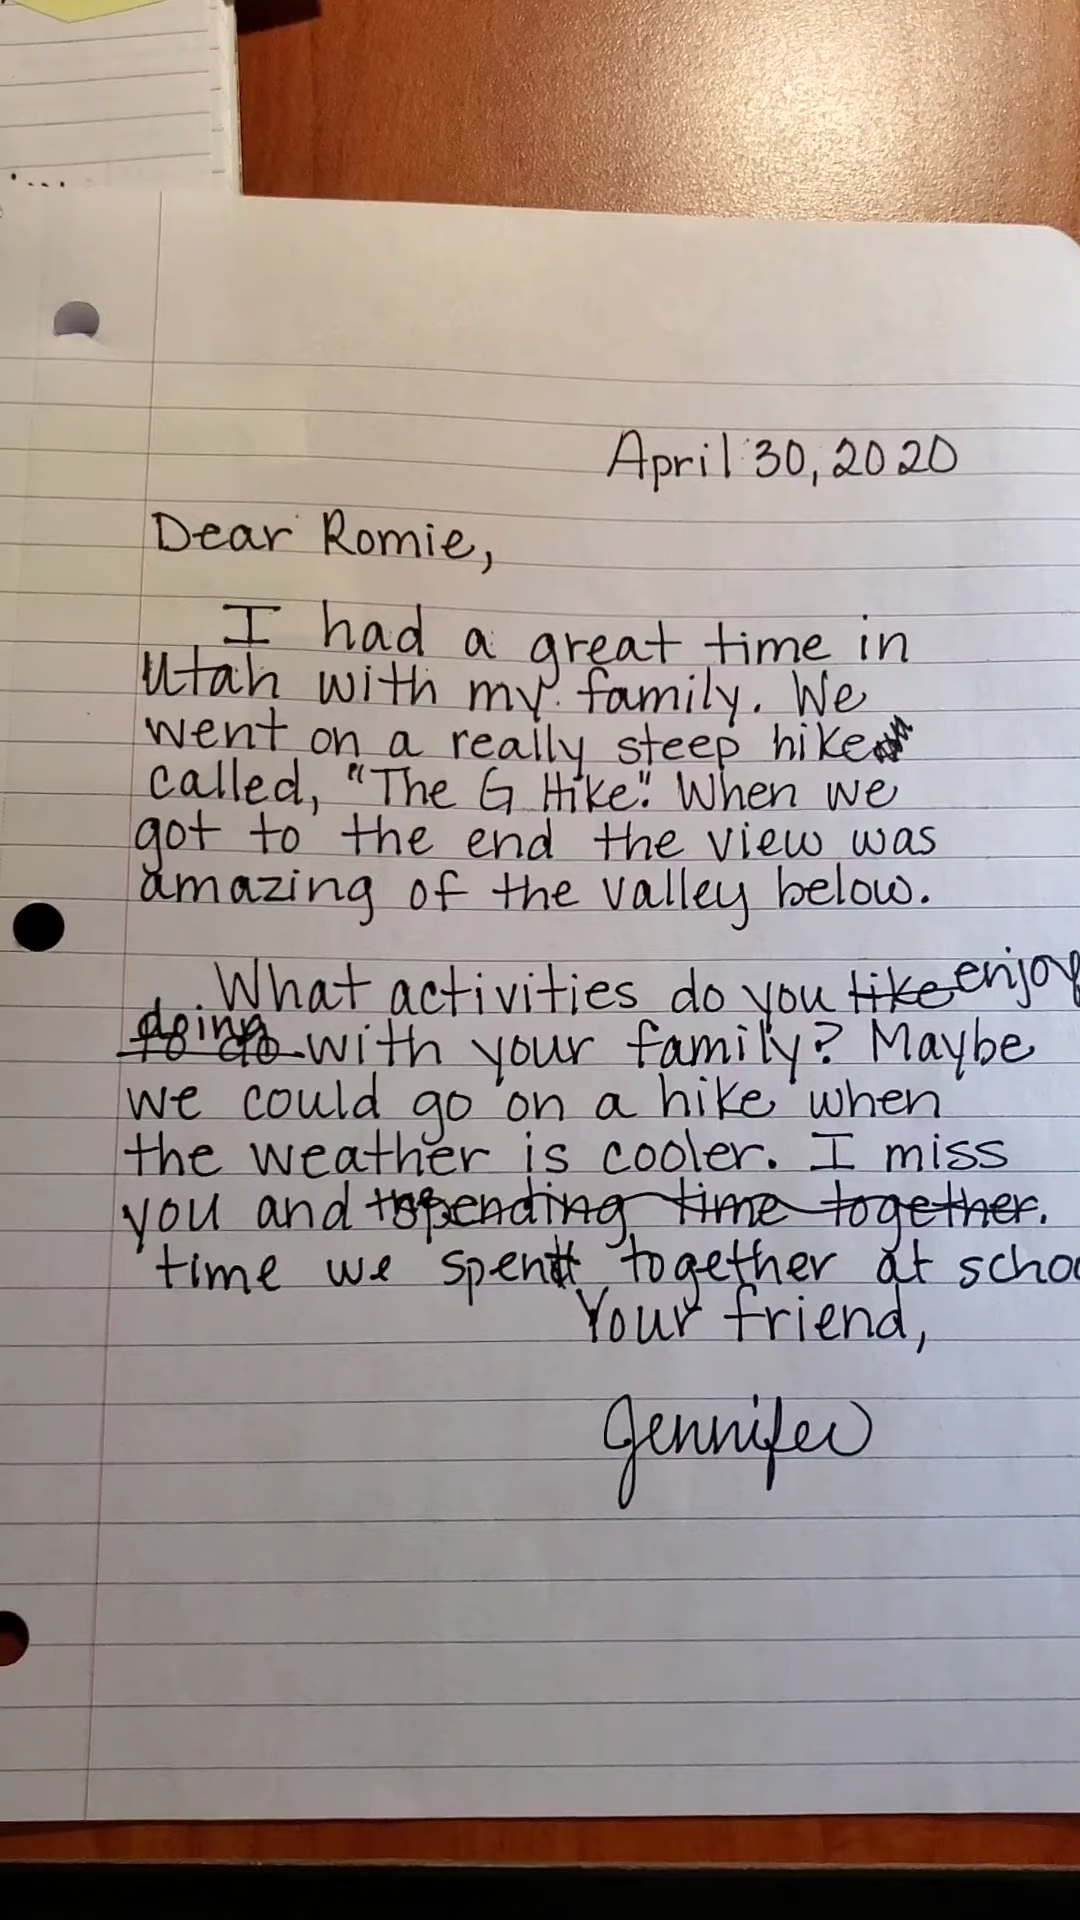 April 30, 2020
Dear Romie,
I had a great time in
Utah with my family. We
went on a really steep hike
called, "The G Hike". When we
got to the end the view was
amazing of the valley below.
What activities do you like enjoy
doing
to do with your family? Maybe
we could go on a hike when
the weather is cooler. I miss
you and the spending time together.
time we spent together at schoo
Your friend,
Jennifer